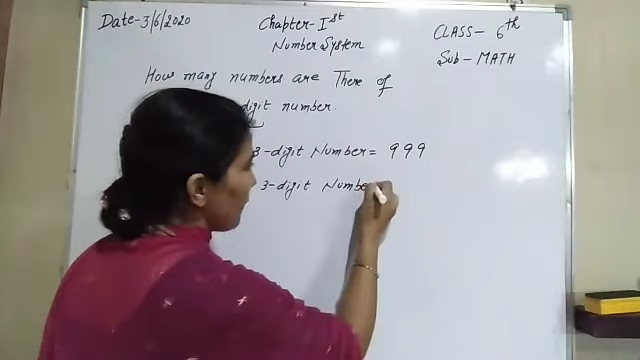 Date-3/6/2020
Chapter-Ist
Number System
CLASS- 6th
Sub-MATH
How many numbers are There of
digit number.
3-digit Number= 999
3-digit Numbe